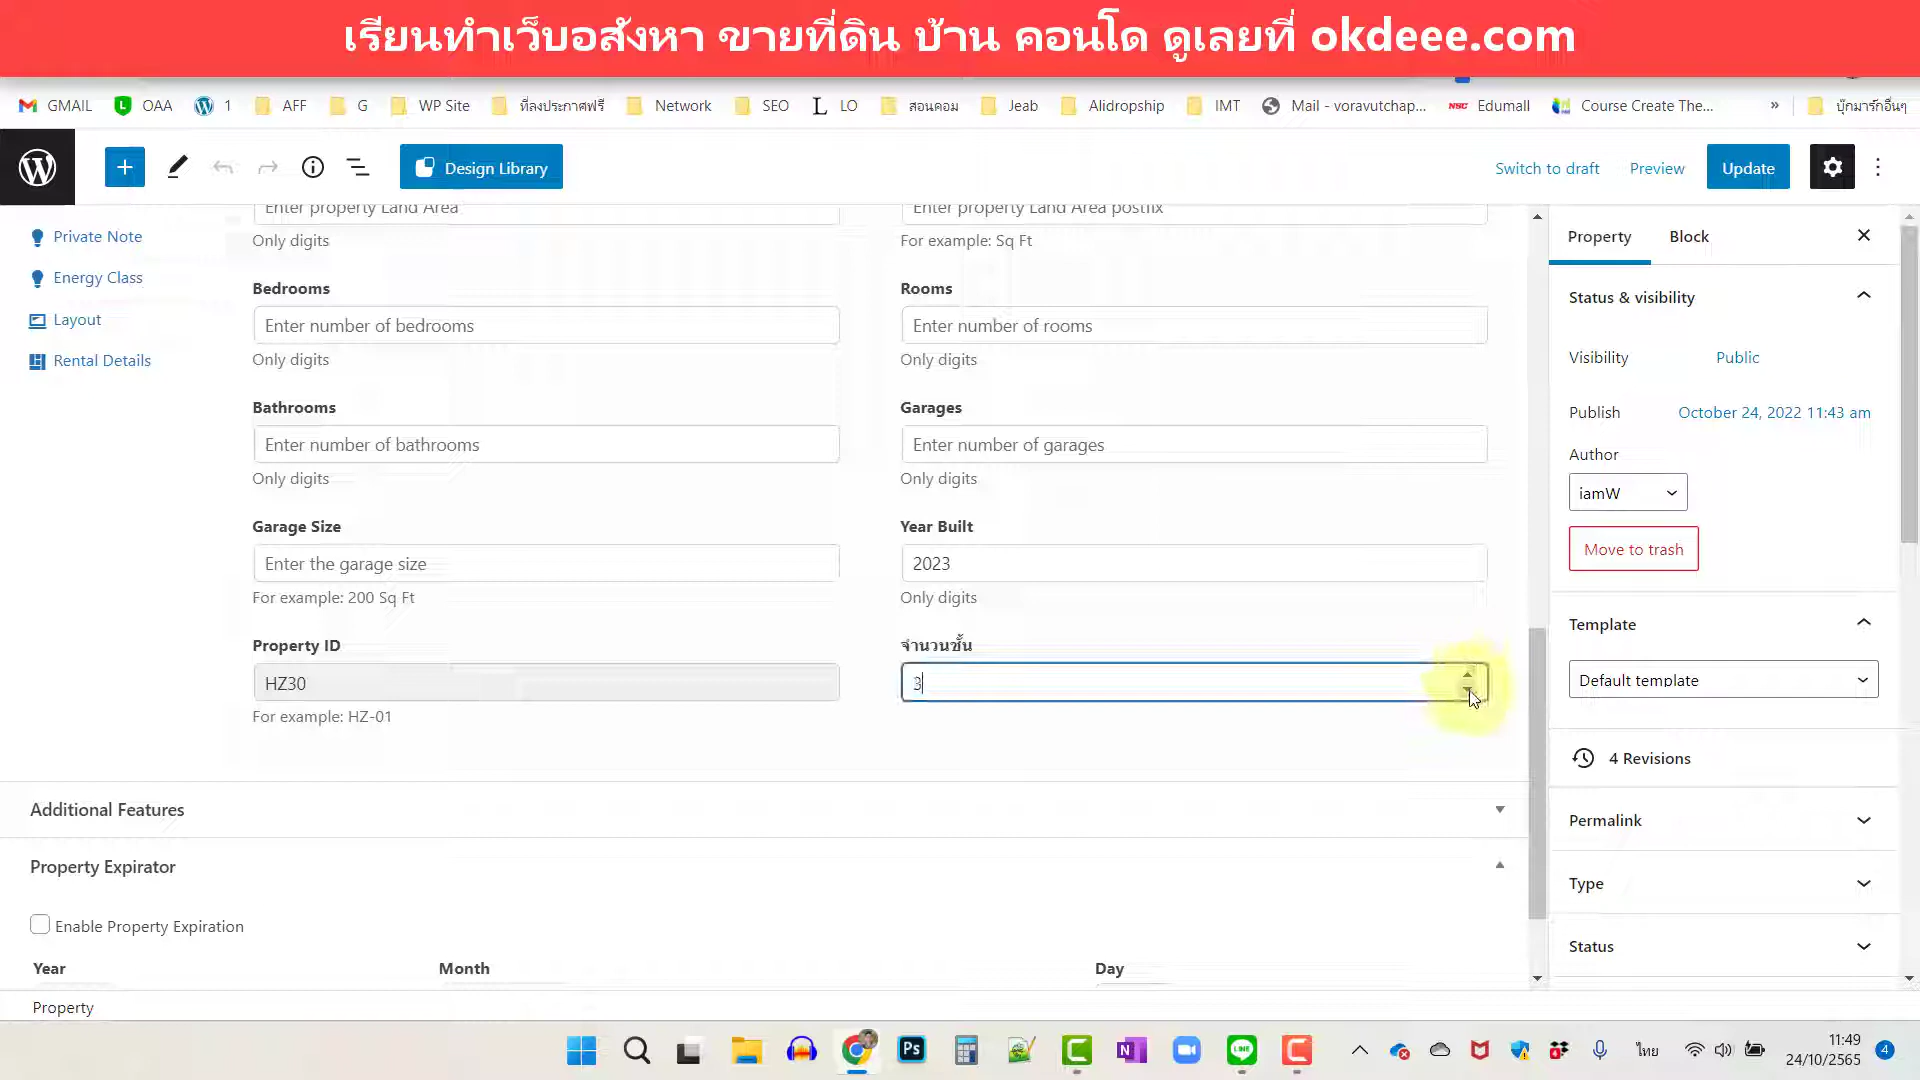 เรียนทำเว็บอสังหา ขายที่ดิน บ้าน คอนโด ดูเลยที่ okdeee.com
GMAIL OAA 1 AFF G WP Site ที่ลงประกาศฟรี Network SEO LO สอนคอม Jeab Alidropship IMT Mail - voravutchap... NSC Edumall Course Create The... » บุ๊กมาร์กอื่นๆ
Design Library Switch to draft Preview Update
Private Note
Energy Class
Layout
Rental Details
Enter property Land Area Enter property Land Area postfix
Only digits For example: Sq Ft
Bedrooms Rooms
Enter number of bedrooms Enter number of rooms
Only digits Only digits
Bathrooms Garages
Enter number of bathrooms Enter number of garages
Only digits Only digits
Garage Size Year Built
Enter the garage size 2023
For example: 200 Sq Ft Only digits
Property ID จำนวนชั้น
HZ30 3
For example: HZ-01
Additional Features
Property Expirator
Enable Property Expiration
Year Month Day
Property
Property Block
Status & visibility
Visibility Public
Publish October 24, 2022 11:43 am
Author
iamW
Move to trash
Template
Default template
4 Revisions
Permalink
Type
Status
Ps N LINE ไทย 11:49 4
24/10/2565